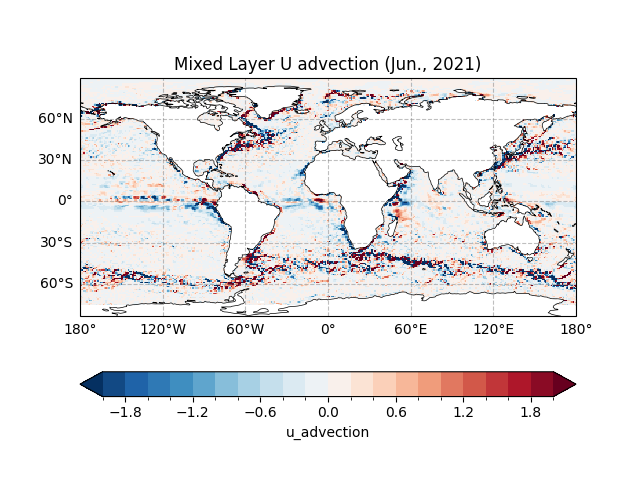 Mixed Layer U advection (Jun., 2021)
60°N
30°N
0°
30°S
60°S
180° 120°W 60°W 0° 60°E 120°E 180°
−1.8 −1.2 −0.6 0.0 0.6 1.2 1.8
u_advection